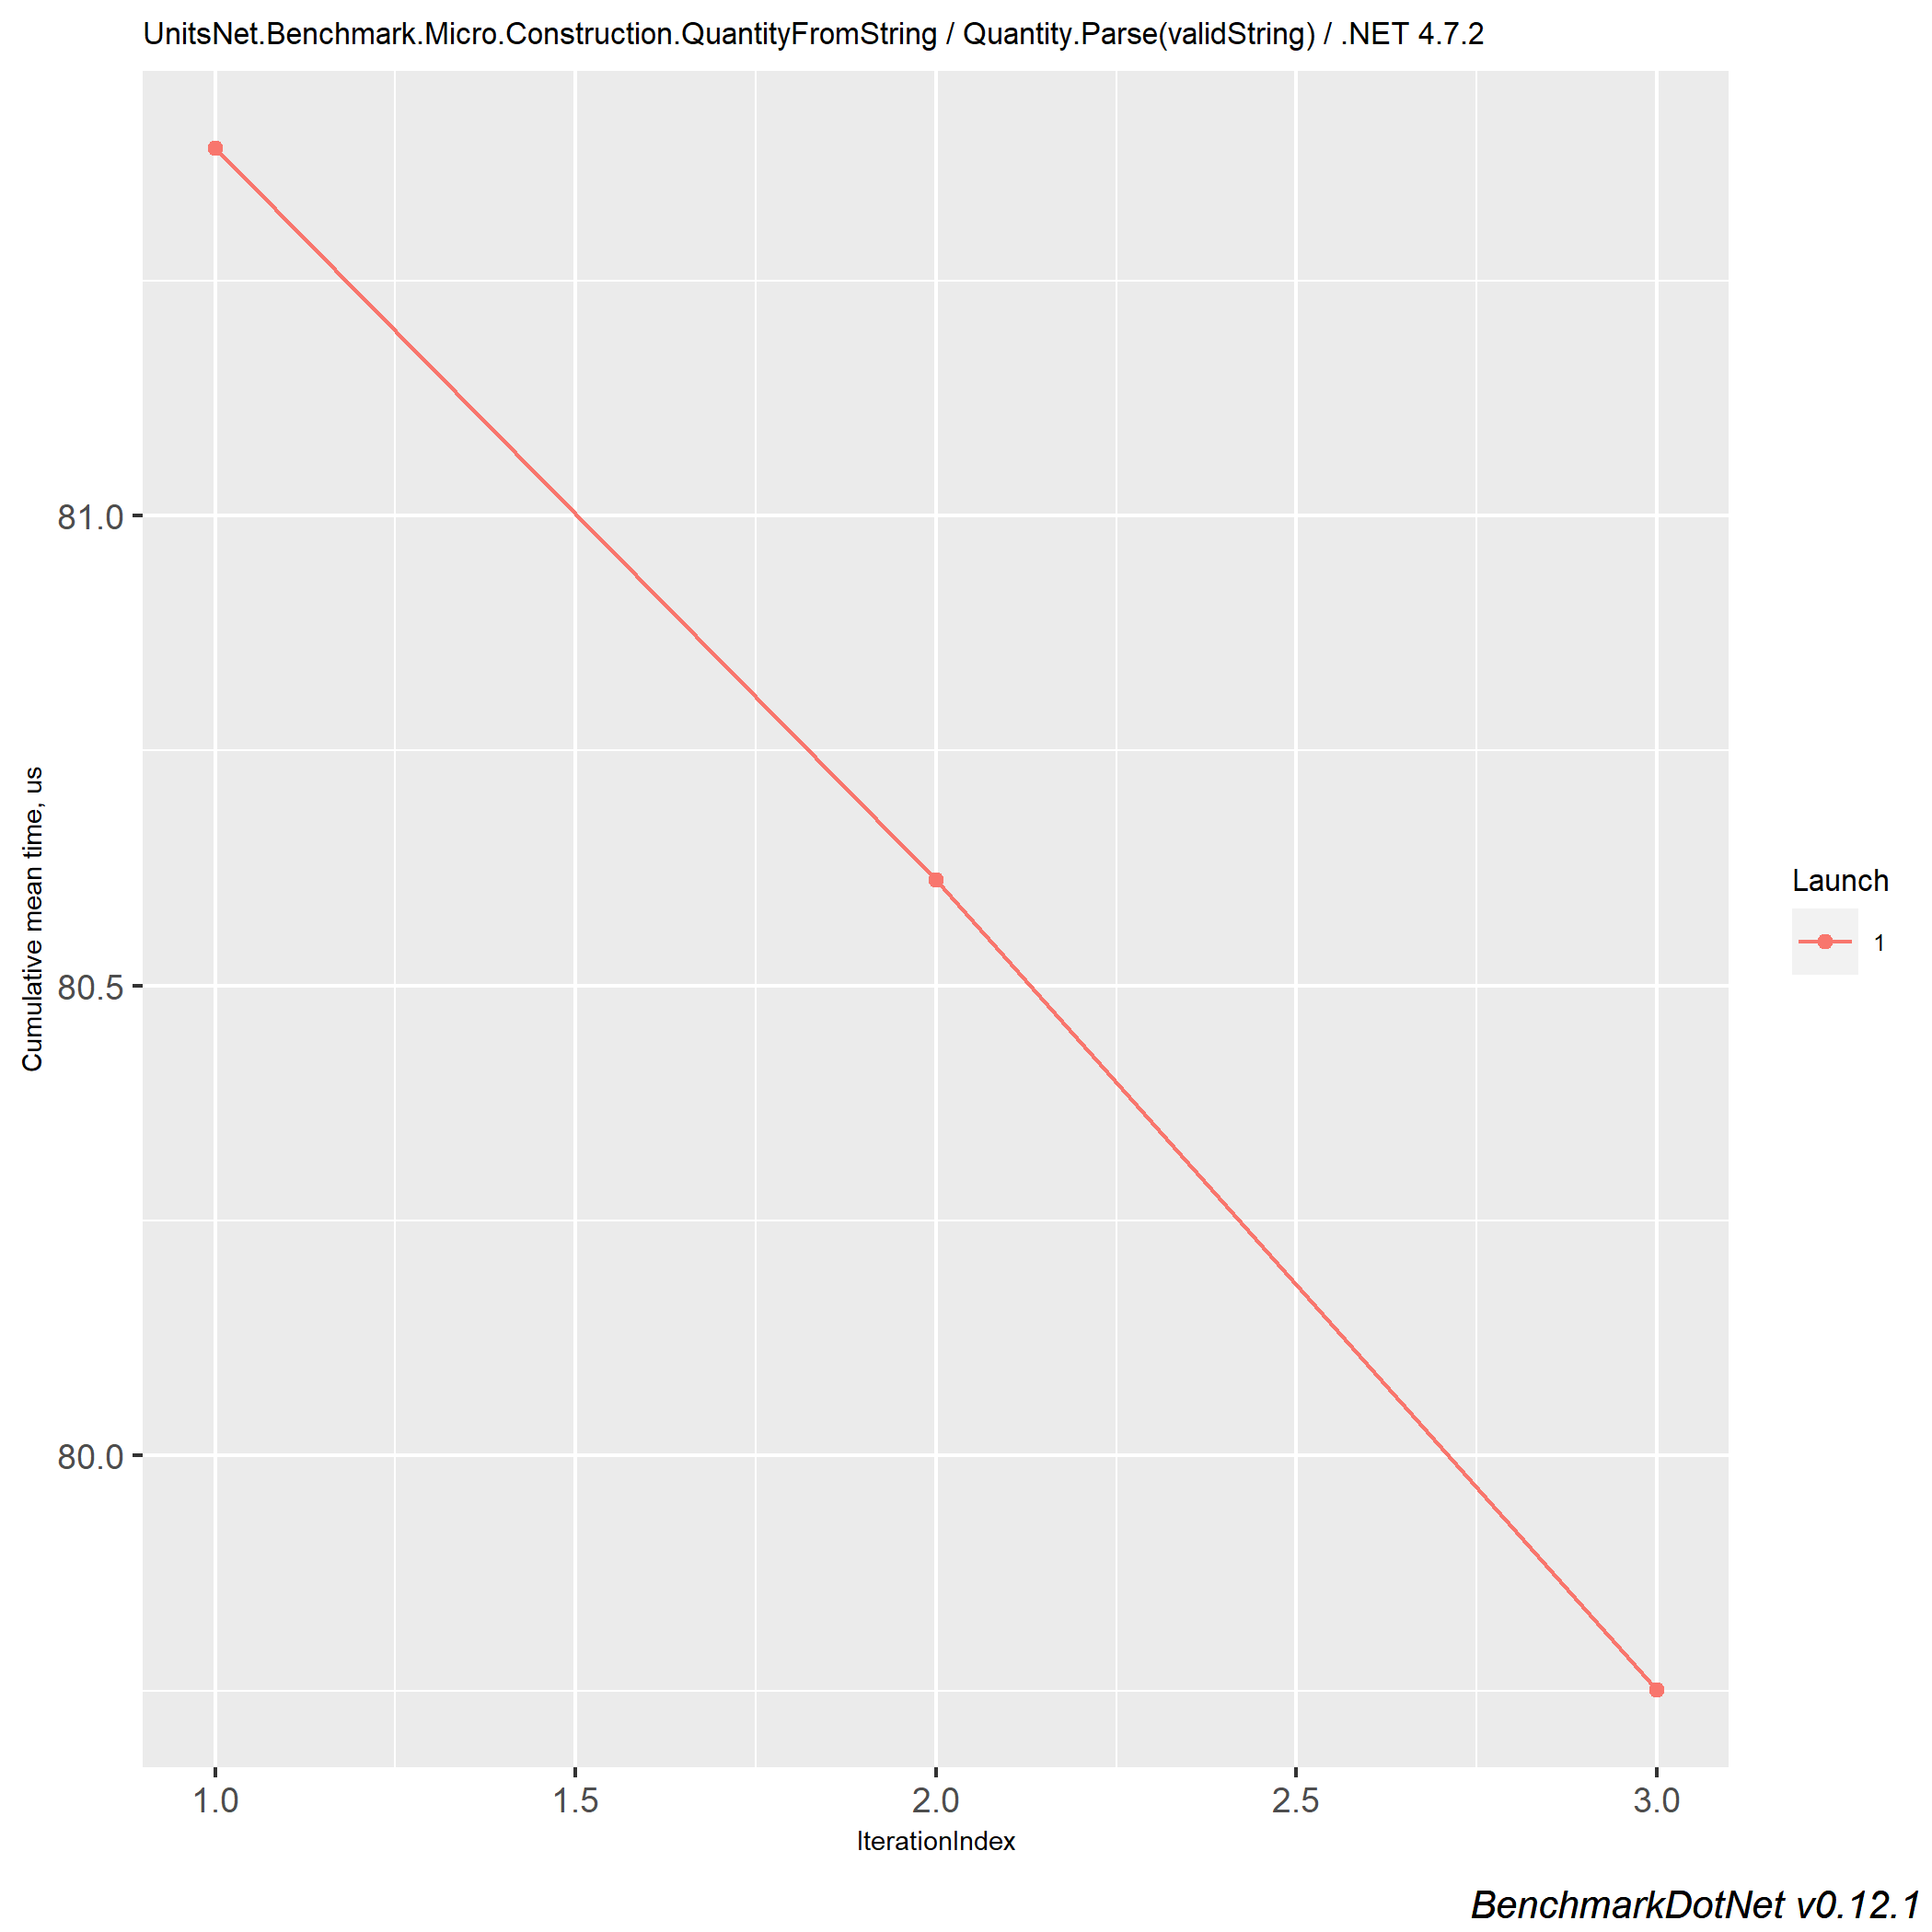 UnitsNet.Benchmark.Micro.Construction.QuantityFromString / Quantity.Parse(validString) / .NET 4.7.2
81.0
80.5
80.0
Cumulative mean time, us
1.0 1.5 2.0 2.5 3.0
IterationIndex
Launch
1
BenchmarkDotNet v0.12.1